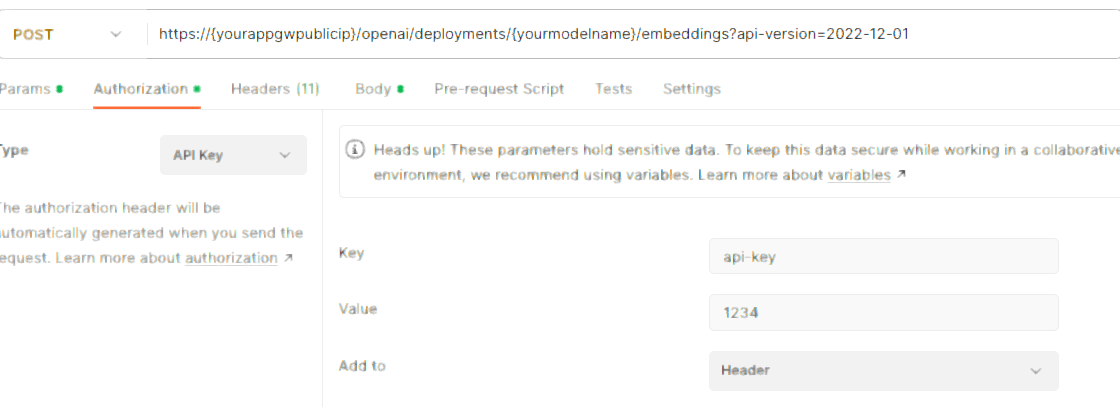 POST https://{yourappgwpublicip}/openai/deployments/{yourmodelname}/embeddings?api-version=2022-12-01
Params Authorization Headers (11) Body Pre-request Script Tests Settings
Type API Key
The authorization header will be
automatically generated when you send the
request. Learn more about authorization ↗
Heads up! These parameters hold sensitive data. To keep this data secure while working in a collaborative
environment, we recommend using variables. Learn more about variables ↗
Key api-key
Value 1234
Add to Header